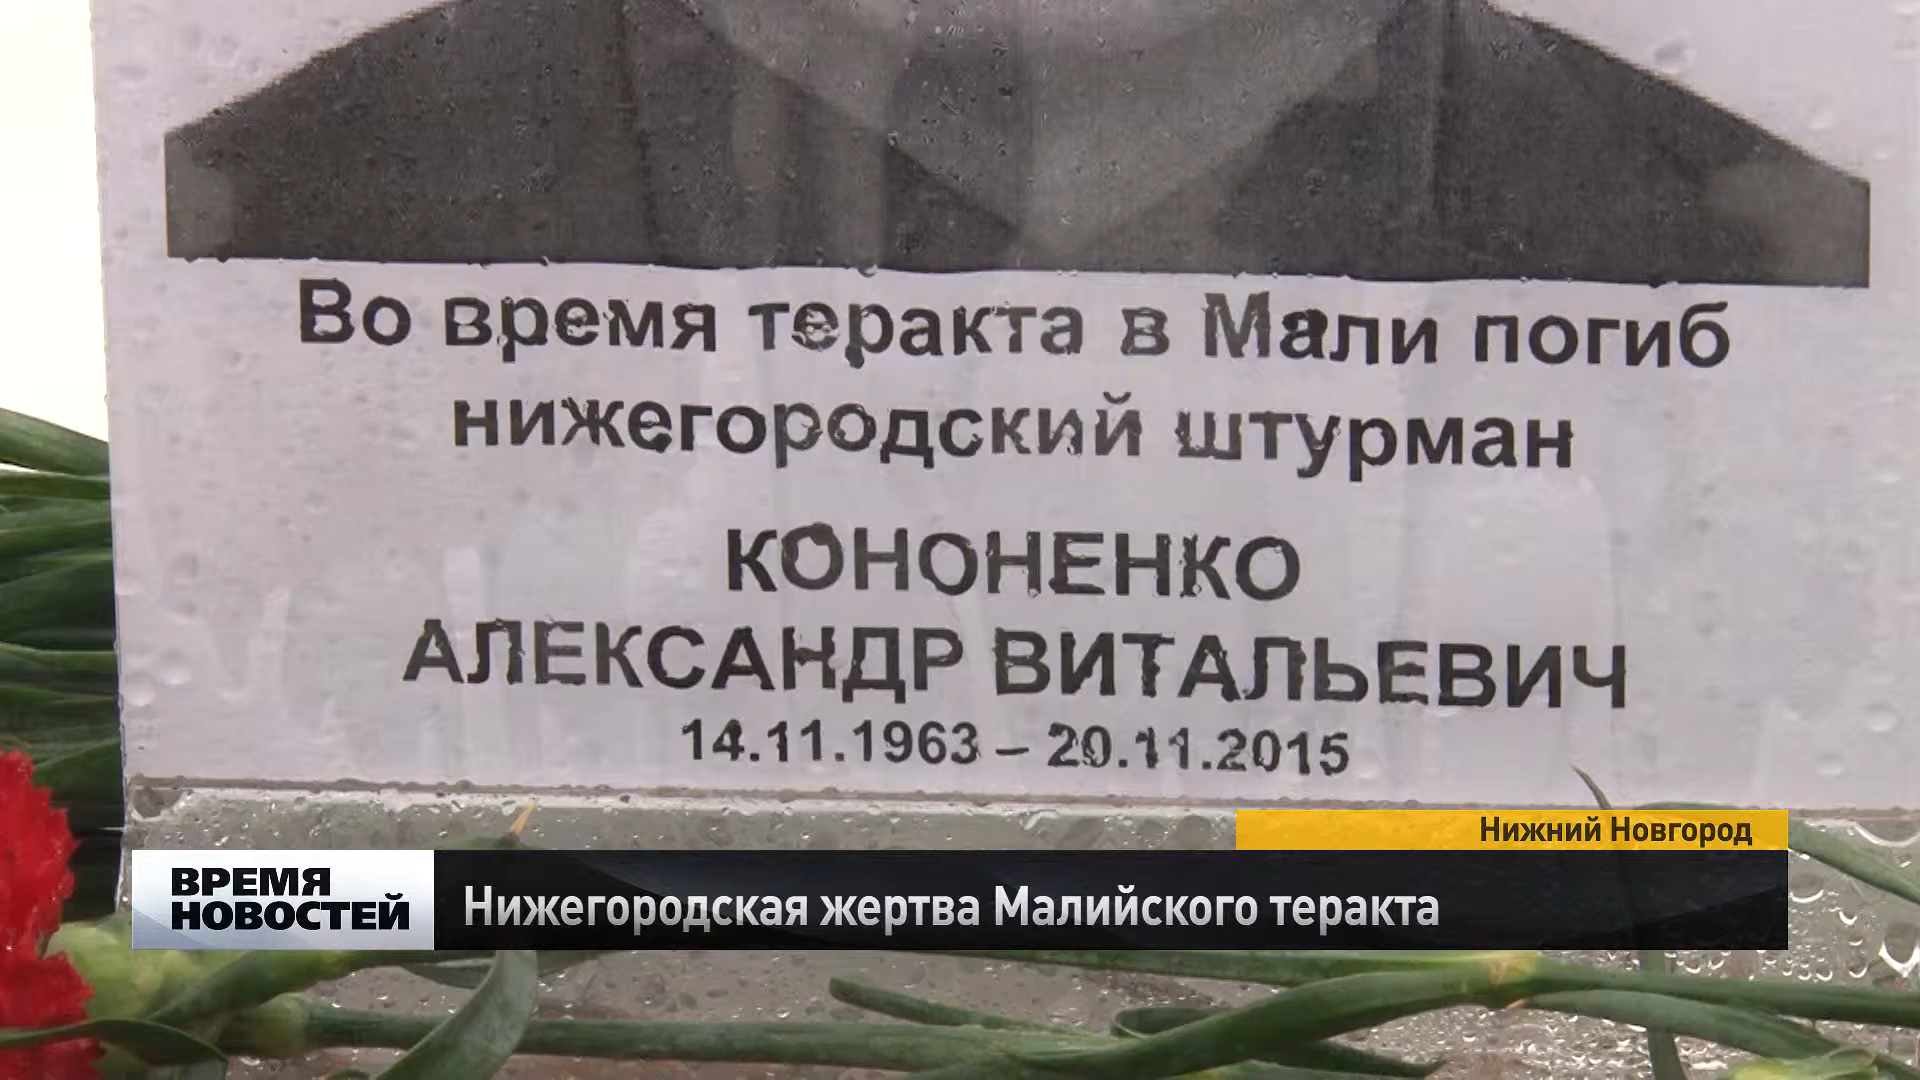 Во время теракта в Мали погиб
нижегородский штурман
КОНОНЕНКО
АЛЕКСАНДР ВИТАЛЬЕВИЧ
14.11.1963 – 20.11.2015
Нижний Новгород
ВРЕМЯ
НОВОСТЕЙ
Нижегородская жертва Малийского теракта